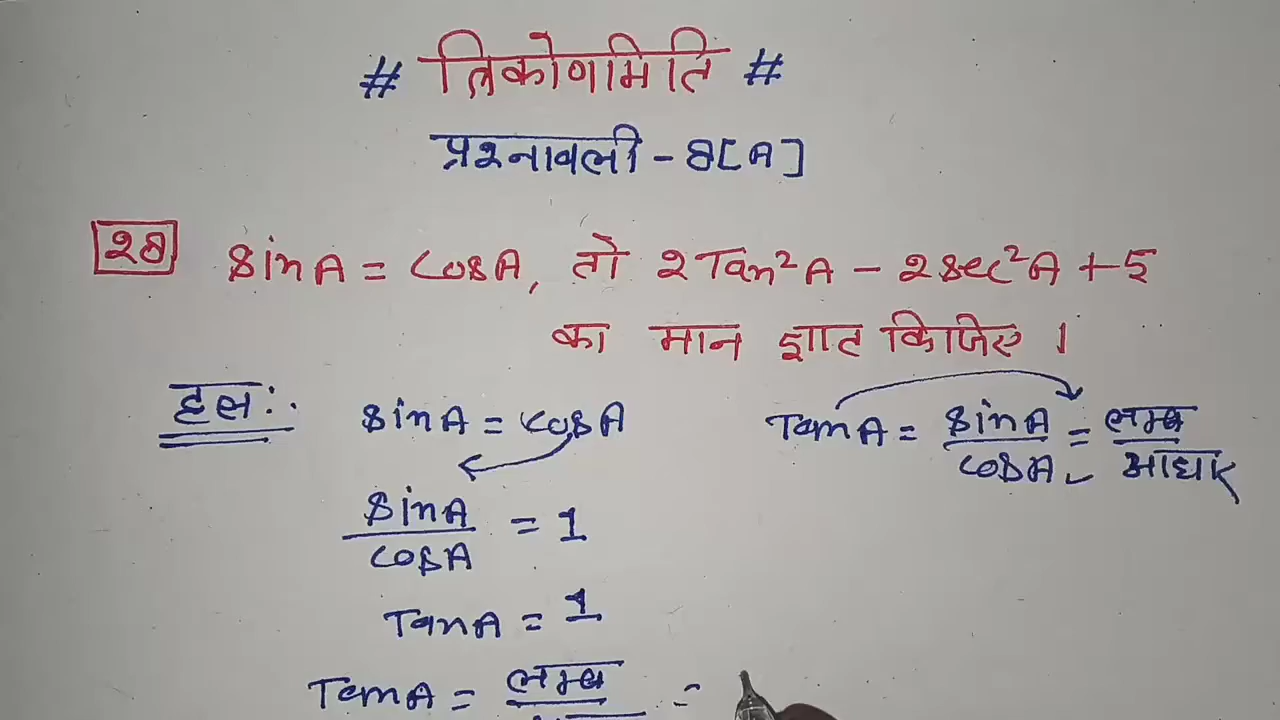 # त्रिकोणमिति #
प्रश्नावली - 8[A]
28 sinA = cosA, तो 2Tan²A - 2sec²A + 5
का मान ज्ञात किजिए ।
हल:. sinA = cosA
TanA = sinA/cosA = लम्ब/आधार
sinA/cosA = 1
TanA = 1
TanA = लम्ब/ =